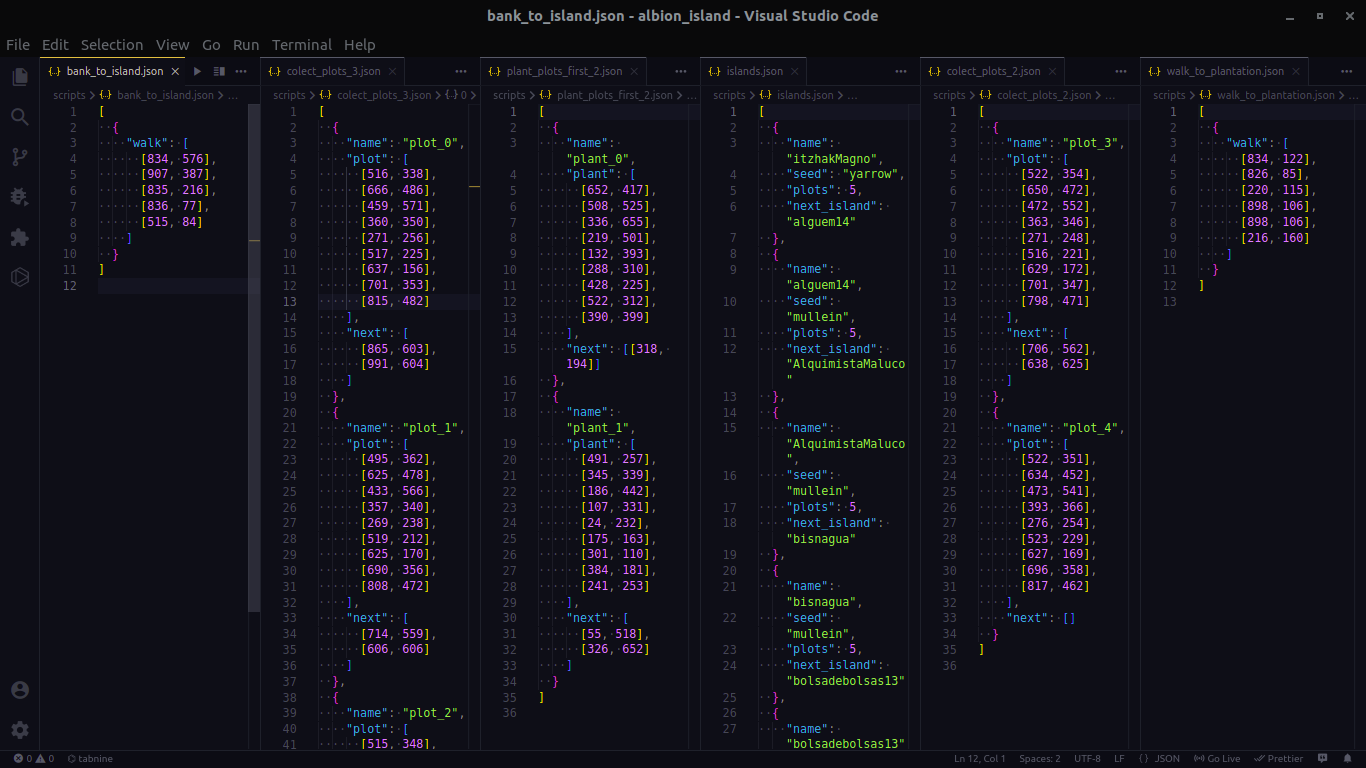 bank_to_island.json - albion_island - Visual Studio Code
File Edit Selection View Go Run Terminal Help
bank_to_island.json
scripts > bank_to_island.json > ...
1 [
2 {
3 "walk": [
4 [834, 576],
5 [907, 387],
6 [835, 216],
7 [836, 77],
8 [515, 84]
9 ]
10 }
11 ]
12
colect_plots_3.json
scripts > colect_plots_3.json > {} 0
1 [
2 {
3 "name": "plot_0",
4 "plot": [
5 [516, 338],
6 [666, 486],
7 [459, 571],
8 [360, 350],
9 [271, 256],
10 [517, 225],
11 [637, 156],
12 [701, 353],
13 [815, 482]
14 ],
15 "next": [
16 [865, 603],
17 [991, 604]
18 ]
19 },
20 {
21 "name": "plot_1",
22 "plot": [
23 [495, 362],
24 [625, 478],
25 [433, 566],
26 [357, 340],
27 [269, 238],
28 [519, 212],
29 [625, 170],
30 [690, 356],
31 [808, 472]
32 ],
33 "next": [
34 [714, 559],
35 [606, 606]
36 ]
37 },
38 {
39 "name": "plot_2",
40 "plot": [
41 [515, 348],
plant_plots_first_2.json
scripts > plant_plots_first_2.json > ...
1 [
2 {
3 "name":
"plant_0",
4 "plant": [
5 [652, 417],
6 [508, 525],
7 [336, 655],
8 [219, 501],
9 [132, 393],
10 [288, 310],
11 [428, 225],
12 [522, 312],
13 [390, 399]
14 ],
15 "next": [[318,
194]]
16 },
17 {
18 "name":
"plant_1",
19 "plant": [
20 [491, 257],
21 [345, 339],
22 [186, 442],
23 [107, 331],
24 [24, 232],
25 [175, 163],
26 [301, 110],
27 [384, 181],
28 [241, 253]
29 ],
30 "next": [
31 [55, 518],
32 [326, 652]
33 ]
34 }
35 ]
36
islands.json
scripts > islands.json > ...
1 [
2 {
3 "name":
"itzhakMagno",
4 "seed": "yarrow",
5 "plots": 5,
6 "next_island":
"alguem14"
7 },
8 {
9 "name":
"alguem14",
10 "seed":
"mullein",
11 "plots": 5,
12 "next_island":
"AlquimistaMaluco
"
13 },
14 {
15 "name":
"AlquimistaMaluco
",
16 "seed":
"mullein",
17 "plots": 5,
18 "next_island":
"bisnagua"
19 },
20 {
21 "name":
"bisnagua",
22 "seed":
"mullein",
23 "plots": 5,
24 "next_island":
"bolsadebolsas13"
25 },
26 {
27 "name":
"bolsadebolsas13"
colect_plots_2.json
scripts > colect_plots_2.json > ...
1 [
2 {
3 "name": "plot_3",
4 "plot": [
5 [522, 354],
6 [650, 472],
7 [472, 552],
8 [363, 346],
9 [271, 248],
10 [516, 221],
11 [629, 172],
12 [701, 347],
13 [798, 471]
14 ],
15 "next": [
16 [706, 562],
17 [638, 625]
18 ]
19 },
20 {
21 "name": "plot_4",
22 "plot": [
23 [522, 351],
24 [634, 452],
25 [473, 541],
26 [393, 366],
27 [276, 254],
28 [523, 229],
29 [627, 169],
30 [696, 358],
31 [817, 462]
32 ],
33 "next": []
34 }
35 ]
36
walk_to_plantation.json
scripts > walk_to_plantation.json > ...
1 [
2 {
3 "walk": [
4 [834, 122],
5 [826, 85],
6 [220, 115],
7 [898, 106],
8 [898, 106],
9 [216, 160]
10 ]
11 }
12 ]
13
0 0 tabnine Ln 12, Col 1 Spaces: 2 UTF-8 LF {} JSON Go Live Prettier